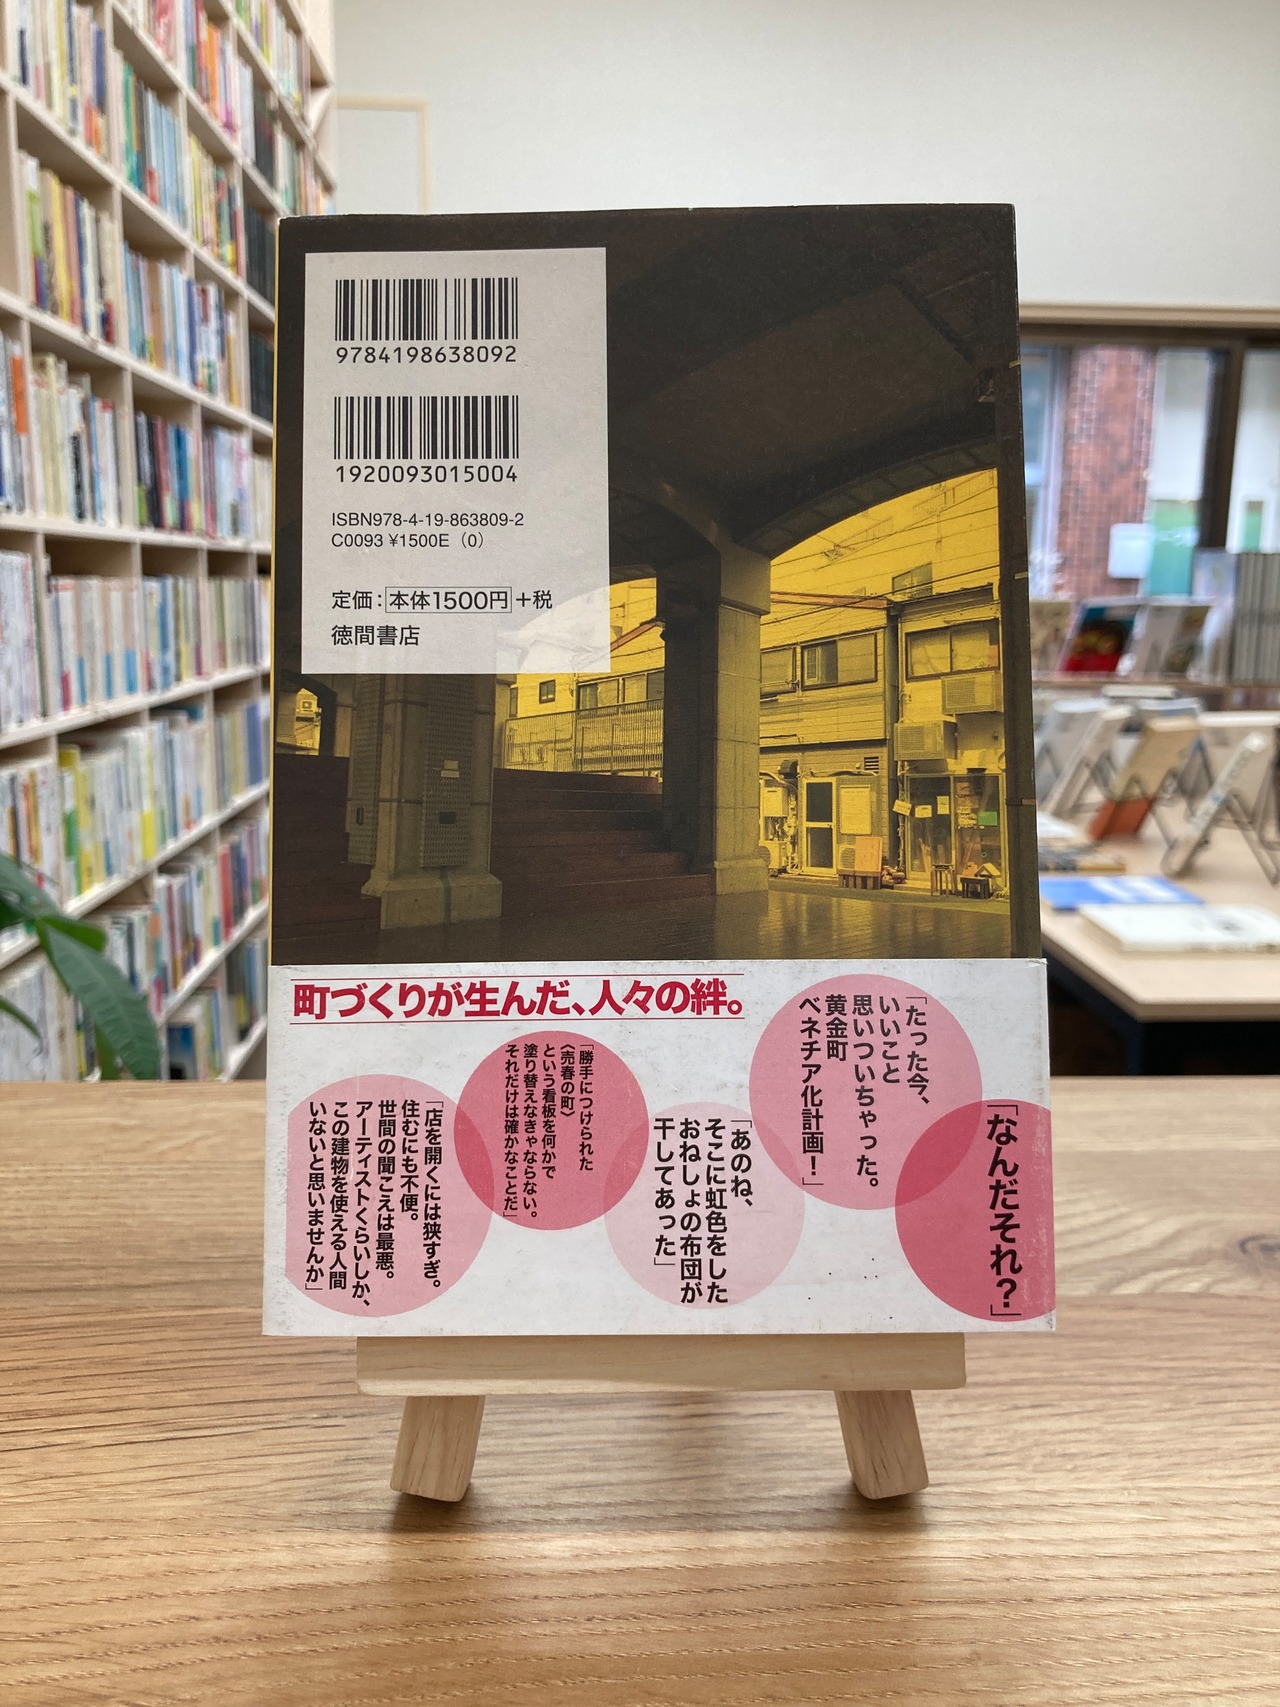 9784198638092
1920093015004
ISBN978-4-19-863809-2
C0093 ¥1500E（0）
定価：本体1500円＋税
徳間書店
町づくりが生んだ、人々の絆。
「なんだそれ？」
「たった今、
いいこと
思いついちゃった。
黄金町
ベネチア化計画！」
「あのね、
そこに虹色をした
おねしょの布団が
干してあった」
「勝手につけられた
〈売春の町〉
という看板を何かで
塗り替えなきゃならない。
それだけは確かなことだ」
「店を開くには狭すぎ。
住むにも不便。
世間の聞こえは最悪。
アーティストくらいしか、
この建物を使える人間
いないと思いませんか」